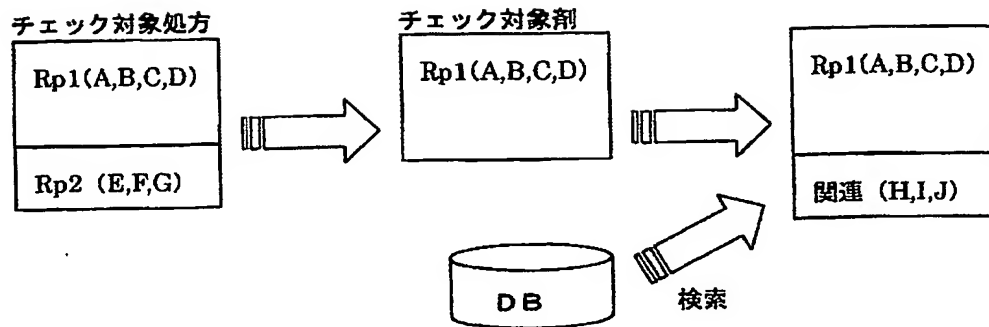 チェック対象処方
Rp1(A,B,C,D)
Rp2 (E,F,G)
チェック対象剤
Rp1(A,B,C,D)
Rp1(A,B,C,D)
関連 (H,I,J)
DB
検索